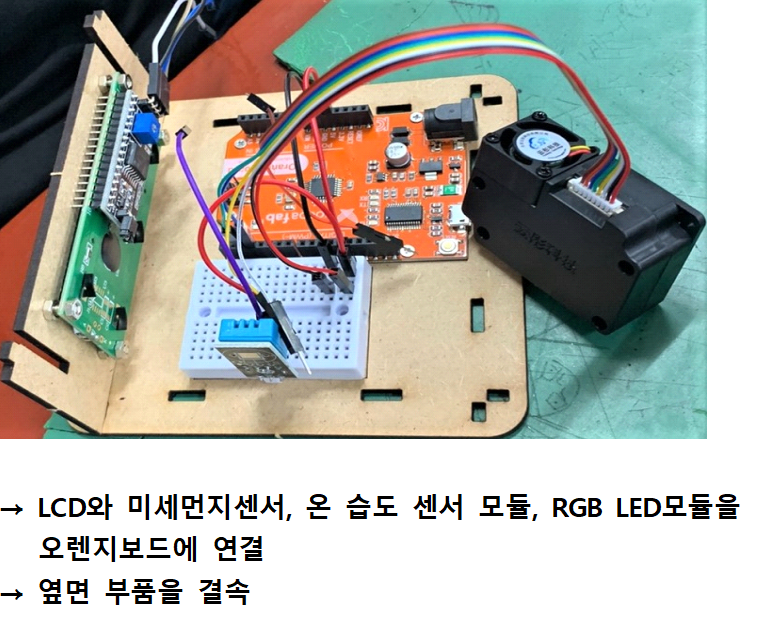 → LCD와 미세먼지센서, 온 습도 센서 모듈, RGB LED모듈을
오렌지보드에 연결
→ 옆면 부품을 결속